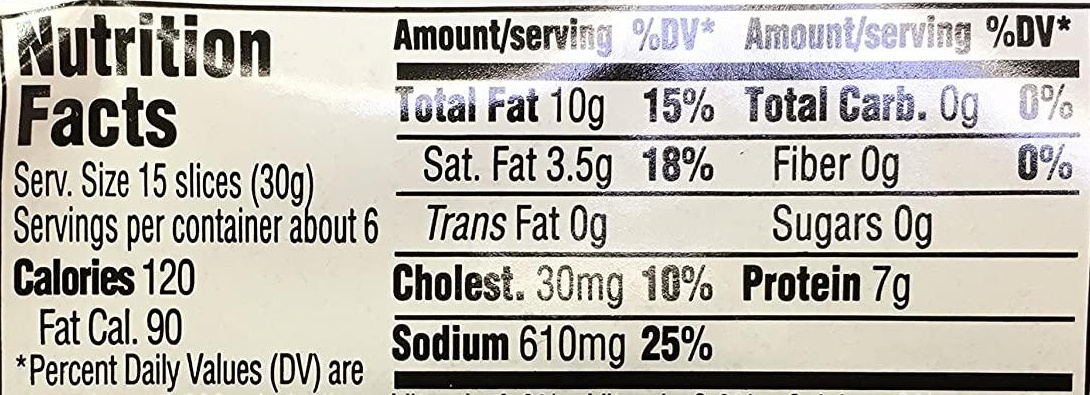 Nutrition
Facts
Serv. Size 15 slices (30g)
Servings per container about 6
Calories 120
Fat Cal. 90
*Percent Daily Values (DV) are
Amount/serving %DV* Amount/serving %DV*
Total Fat 10g 15% Total Carb. 0g 0%
Sat. Fat 3.5g 18% Fiber 0g 0%
Trans Fat 0g Sugars 0g
Cholest. 30mg 10% Protein 7g
Sodium 610mg 25%